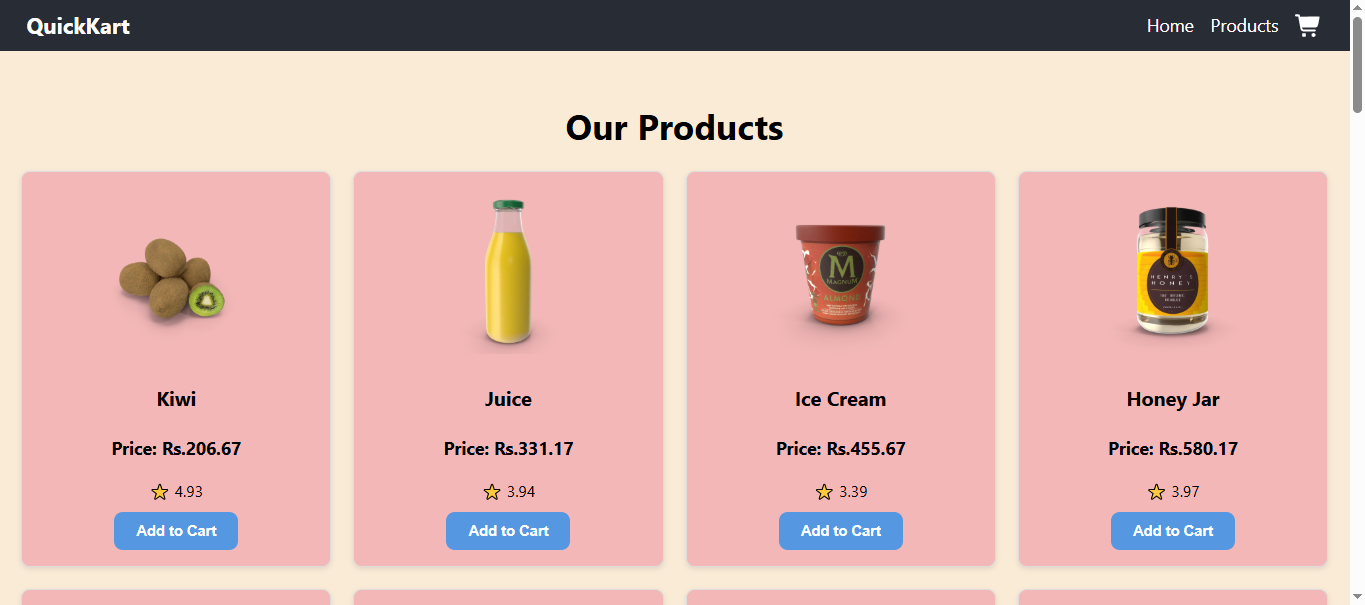 QuickKart
Home Products
Our Products
M
MAGNUM
ALMOND
HENRY'S
HONEY
Kiwi
Juice
Ice Cream
Honey Jar
Price: Rs.206.67
Price: Rs.331.17
Price: Rs.455.67
Price: Rs.580.17
4.93
3.94
3.39
3.97
Add to Cart
Add to Cart
Add to Cart
Add to Cart